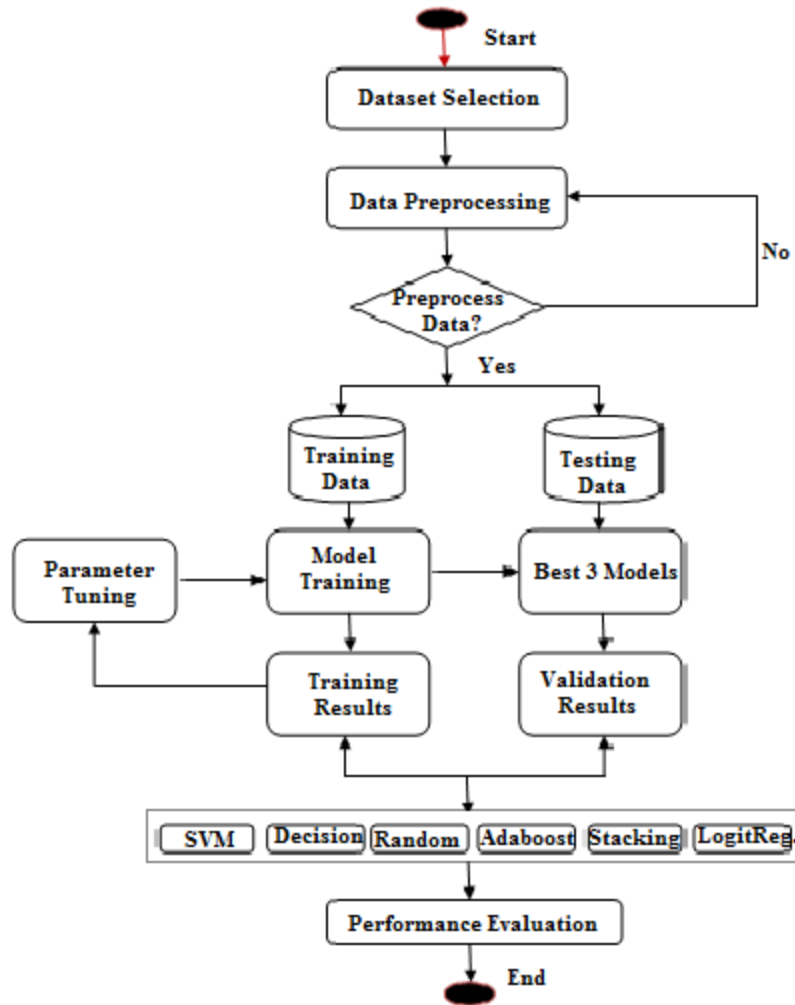 Start
Dataset Selection
Data Preprocessing
No
Preprocess
Data?
Yes
Training
Data
Testing
Data
Parameter
Tuning
Model
Training
Best 3 Models
Training
Results
Validation
Results
SVM
Decision
Random
Adaboost
Stacking
LogitReg.
Performance Evaluation
End